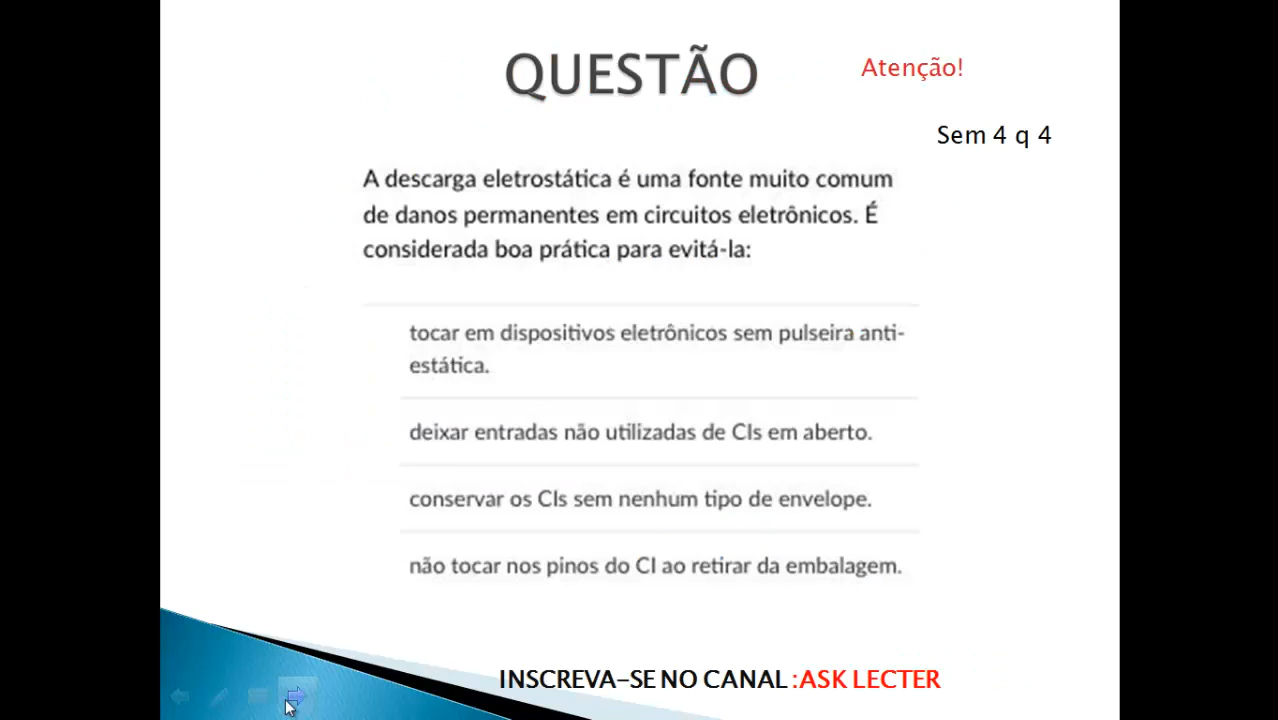 QUESTÃO
Atenção!
Sem 4 q 4
A descarga eletrostática é uma fonte muito comum
de danos permanentes em circuitos eletrônicos. É
considerada boa prática para evitá-la:
tocar em dispositivos eletrônicos sem pulseira anti-
estática.
deixar entradas não utilizadas de CIs em aberto.
conservar os CIs sem nenhum tipo de envelope.
não tocar nos pinos do CI ao retirar da embalagem.
INSCREVA-SE NO CANAL :ASK LECTER